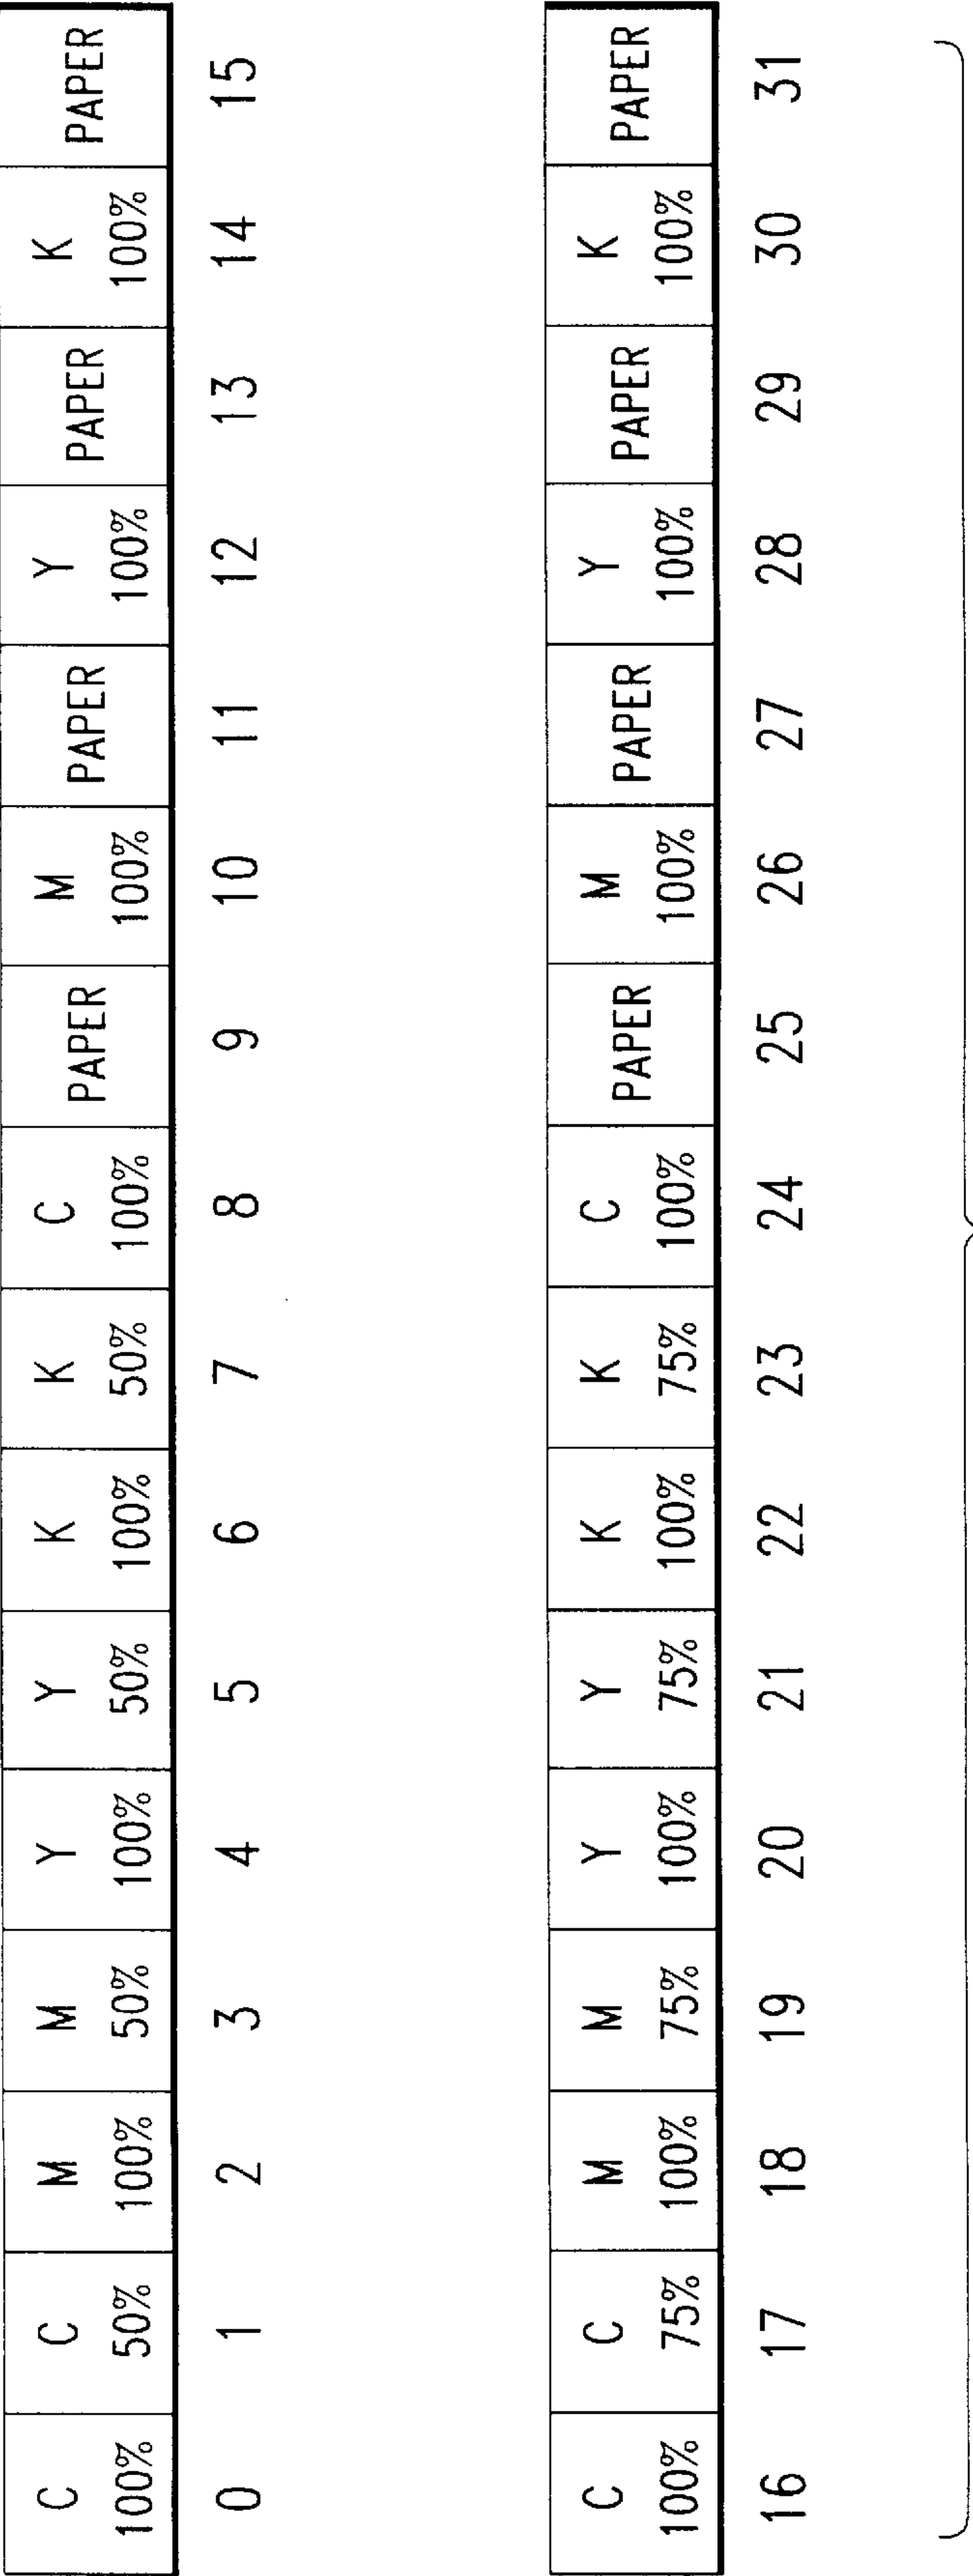 C C M M Y Y K K C PAPER M PAPER Y PAPER K PAPER
100% 50% 100% 50% 100% 50% 100% 50% 100% 100% 100% 100%
0 1 2 3 4 5 6 7 8 9 10 11 12 13 14 15
C C M M Y Y K K C PAPER M PAPER Y PAPER K PAPER
100% 75% 100% 75% 100% 75% 100% 75% 100% 100% 100% 100%
16 17 18 19 20 21 22 23 24 25 26 27 28 29 30 31